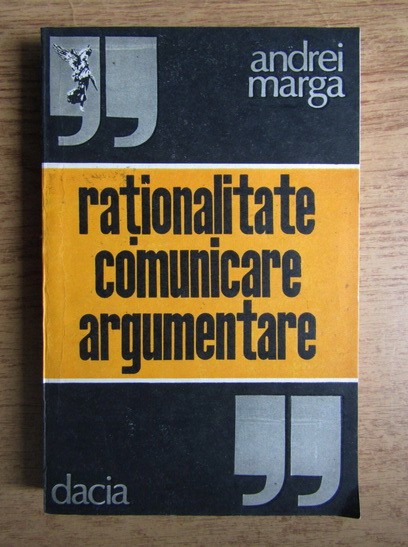 andrei
marga
raționalitate
comunicare
argumentare
dacia